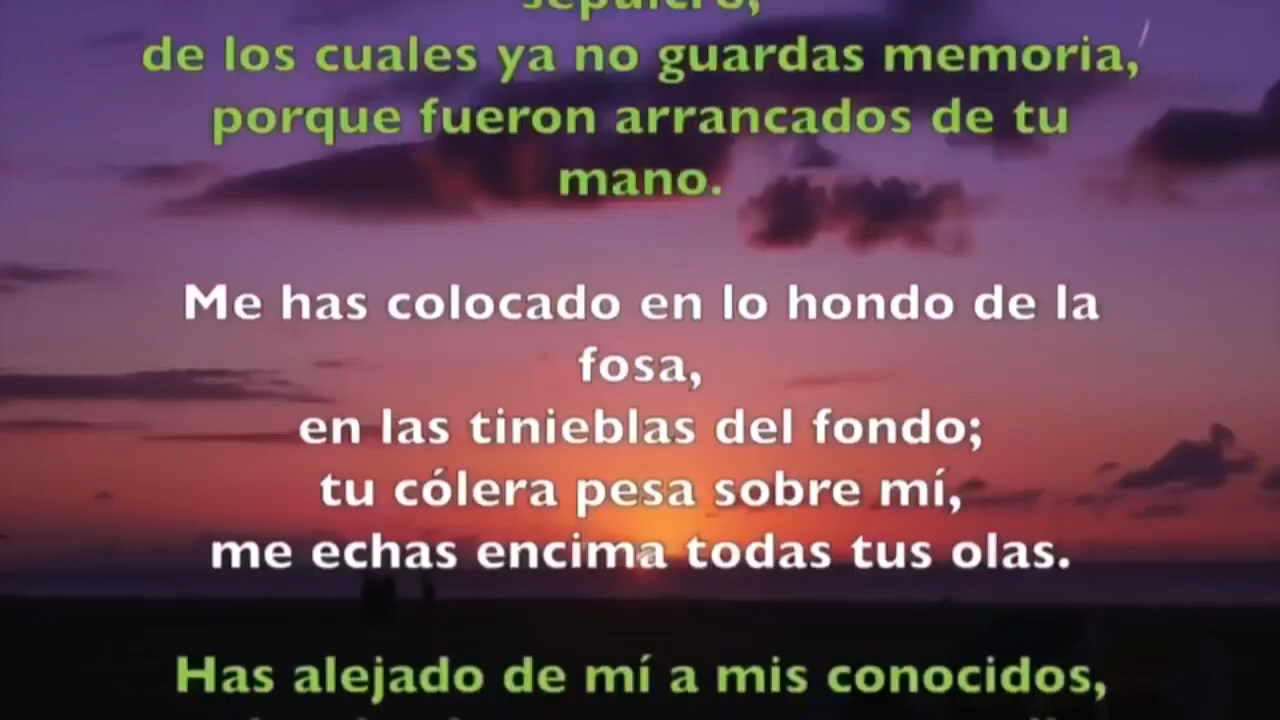 sepulcro,
de los cuales ya no guardas memoria,
porque fueron arrancados de tu
mano.
Me has colocado en lo hondo de la
fosa,
en las tinieblas del fondo;
tu cólera pesa sobre mí,
me echas encima todas tus olas.
Has alejado de mí a mis conocidos,